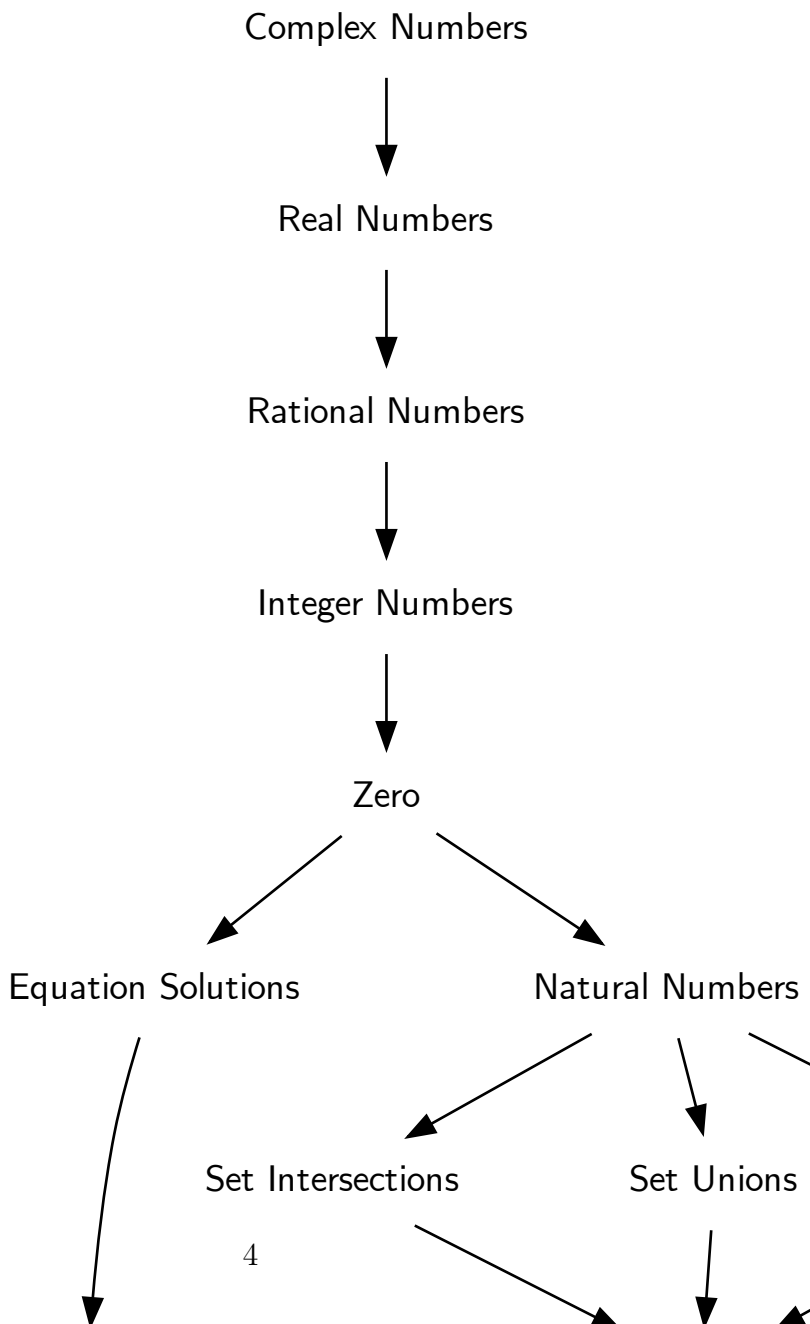 Complex Numbers
Real Numbers
Rational Numbers
Integer Numbers
Zero
Equation Solutions
Natural Numbers
Set Intersections
Set Unions
4